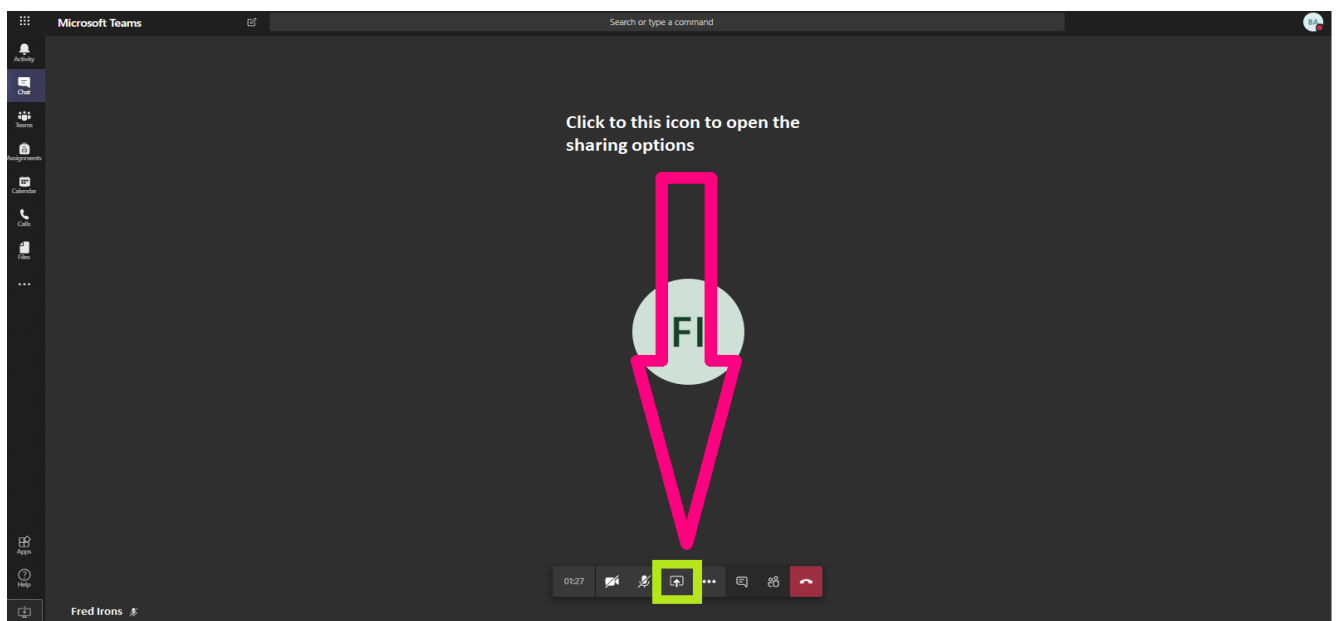 Microsoft Teams
Search or type a command
BA
Activity
Chat
Teams
Assignments
Calendar
Calls
Files
Click to this icon to open the
sharing options
FI
Apps
Help
01:27
Fred Irons